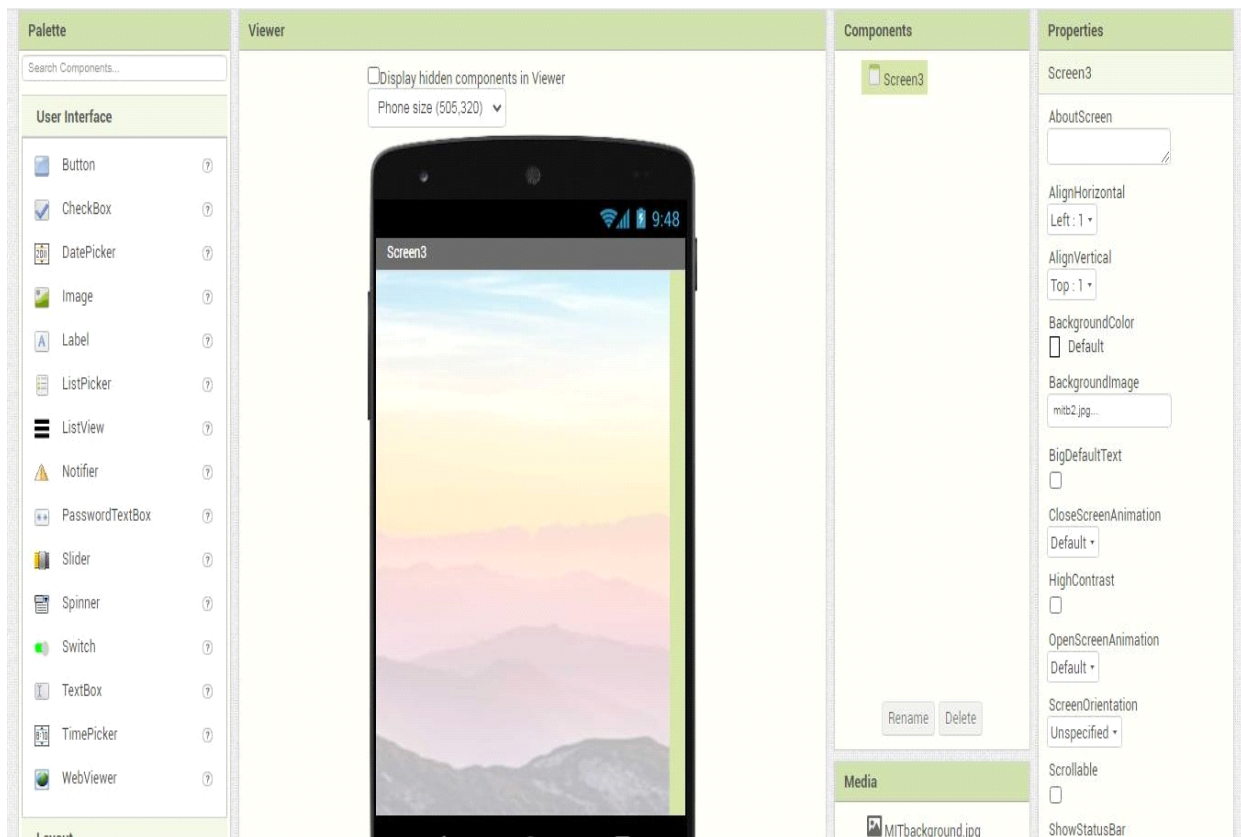 Palette
Search Components...
User Interface
Button
CheckBox
DatePicker
Image
Label
ListPicker
ListView
Notifier
PasswordTextBox
Slider
Spinner
Switch
TextBox
TimePicker
WebViewer
Layout
Viewer
Display hidden components in Viewer
Phone size (505,320)
9:48
Screen3
Components
Screen3
Rename Delete
Media
MITbackground.jpg
Properties
Screen3
AboutScreen
AlignHorizontal
Left : 1
AlignVertical
Top : 1
BackgroundColor
Default
BackgroundImage
mitb2.jpg...
BigDefaultText
CloseScreenAnimation
Default
HighContrast
OpenScreenAnimation
Default
ScreenOrientation
Unspecified
Scrollable
ShowStatusBar